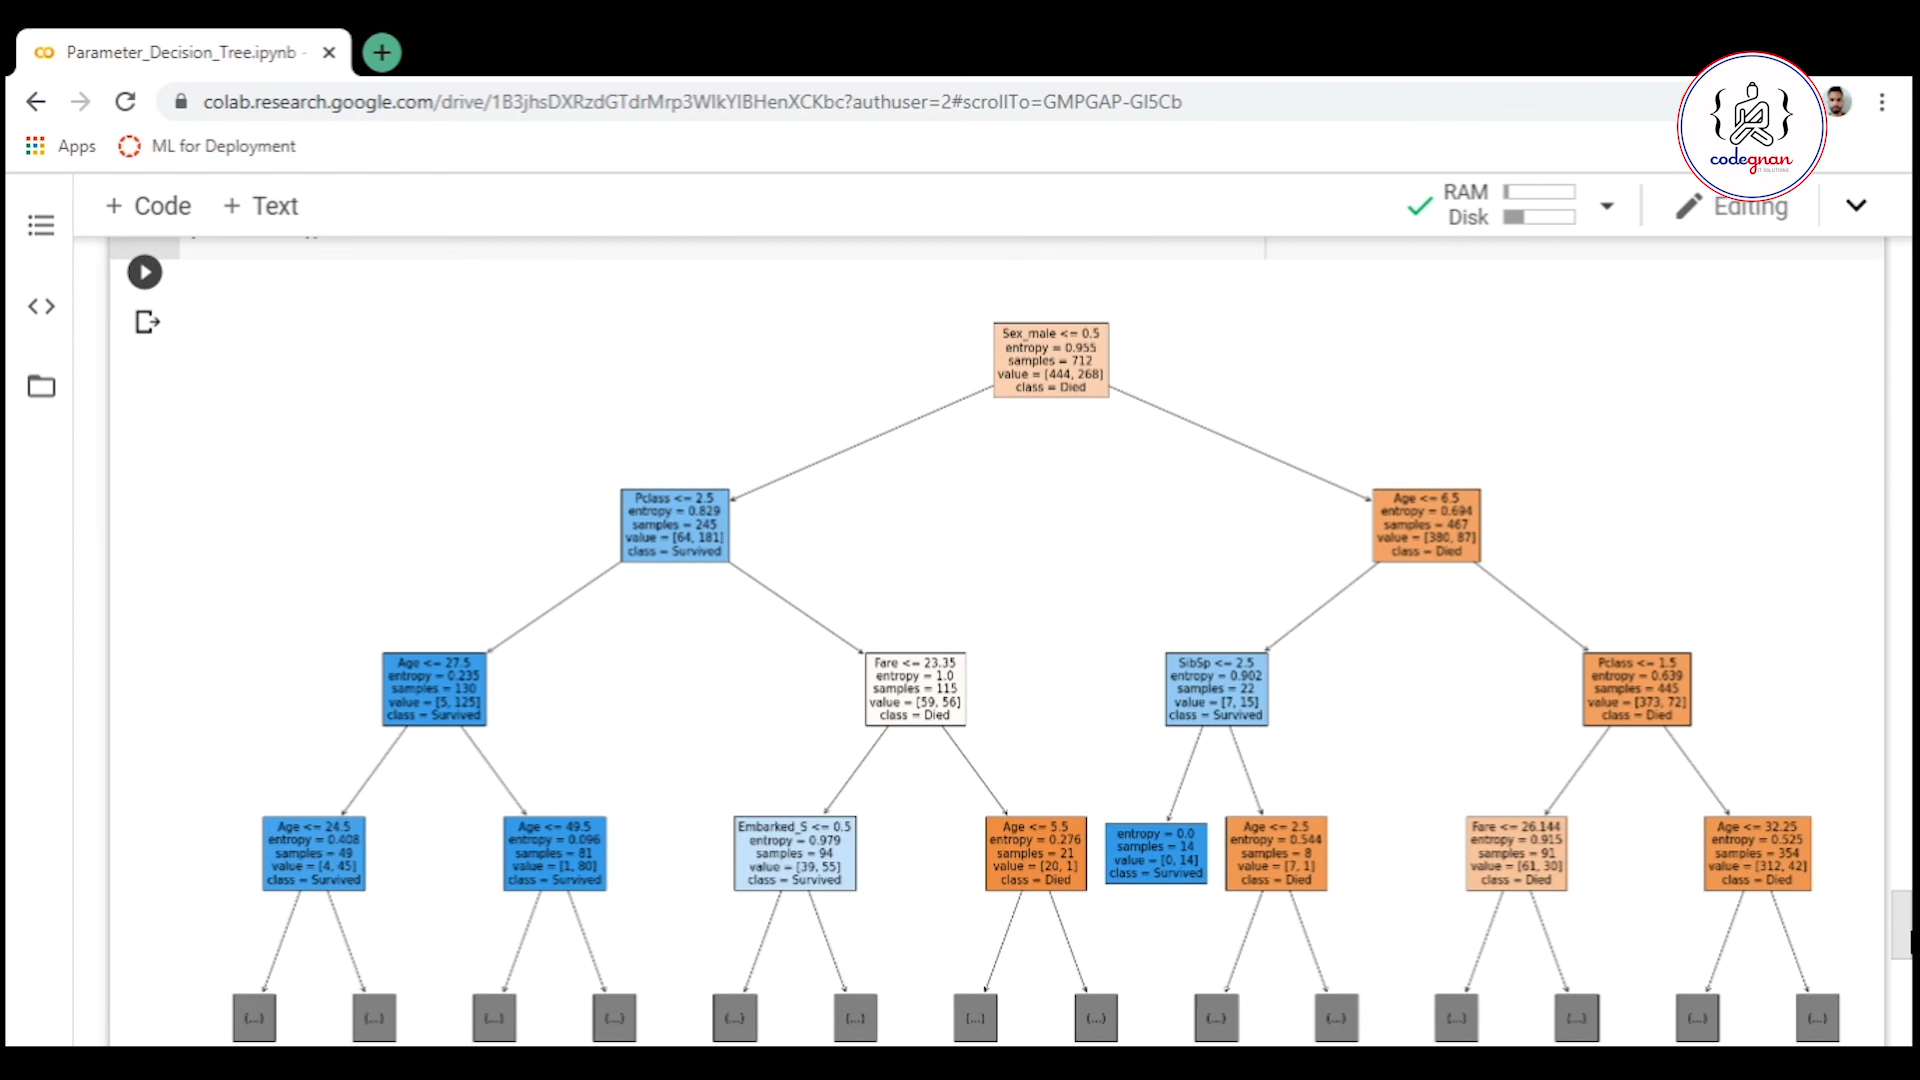 Parameter_Decision_Tree.ipynb -
colab.research.google.com/drive/1B3jhsDXRzdGTdrMrp3WIkYlBHenXCKbc?authuser=2#scrollTo=GMPGAP-GI5Cb
Apps ML for Deployment
codegnan
IT SOLUTIONS
+ Code + Text
RAM
Disk
Editing
Sex_male <= 0.5
entropy = 0.955
samples = 712
value = [444, 268]
class = Died
Pclass <= 2.5
entropy = 0.829
samples = 245
value = [64, 181]
class = Survived
Age <= 6.5
entropy = 0.694
samples = 467
value = [380, 87]
class = Died
Age <= 27.5
entropy = 0.235
samples = 130
value = [5, 125]
class = Survived
Fare <= 23.35
entropy = 1.0
samples = 115
value = [59, 56]
class = Died
SibSp <= 2.5
entropy = 0.902
samples = 22
value = [7, 15]
class = Survived
Pclass <= 1.5
entropy = 0.639
samples = 445
value = [373, 72]
class = Died
Age <= 24.5
entropy = 0.408
samples = 49
value = [4, 45]
class = Survived
Age <= 49.5
entropy = 0.096
samples = 81
value = [1, 80]
class = Survived
Embarked_S <= 0.5
entropy = 0.979
samples = 94
value = [39, 55]
class = Survived
Age <= 5.5
entropy = 0.276
samples = 21
value = [20, 1]
class = Died
entropy = 0.0
samples = 14
value = [0, 14]
class = Survived
Age <= 2.5
entropy = 0.544
samples = 8
value = [7, 1]
class = Died
Fare <= 26.144
entropy = 0.915
samples = 91
value = [61, 30]
class = Died
Age <= 32.25
entropy = 0.525
samples = 354
value = [312, 42]
class = Died
(...) (...) (...) (...) (...) (...) (...) (...) (...) (...) (...) (...) (...) (...)